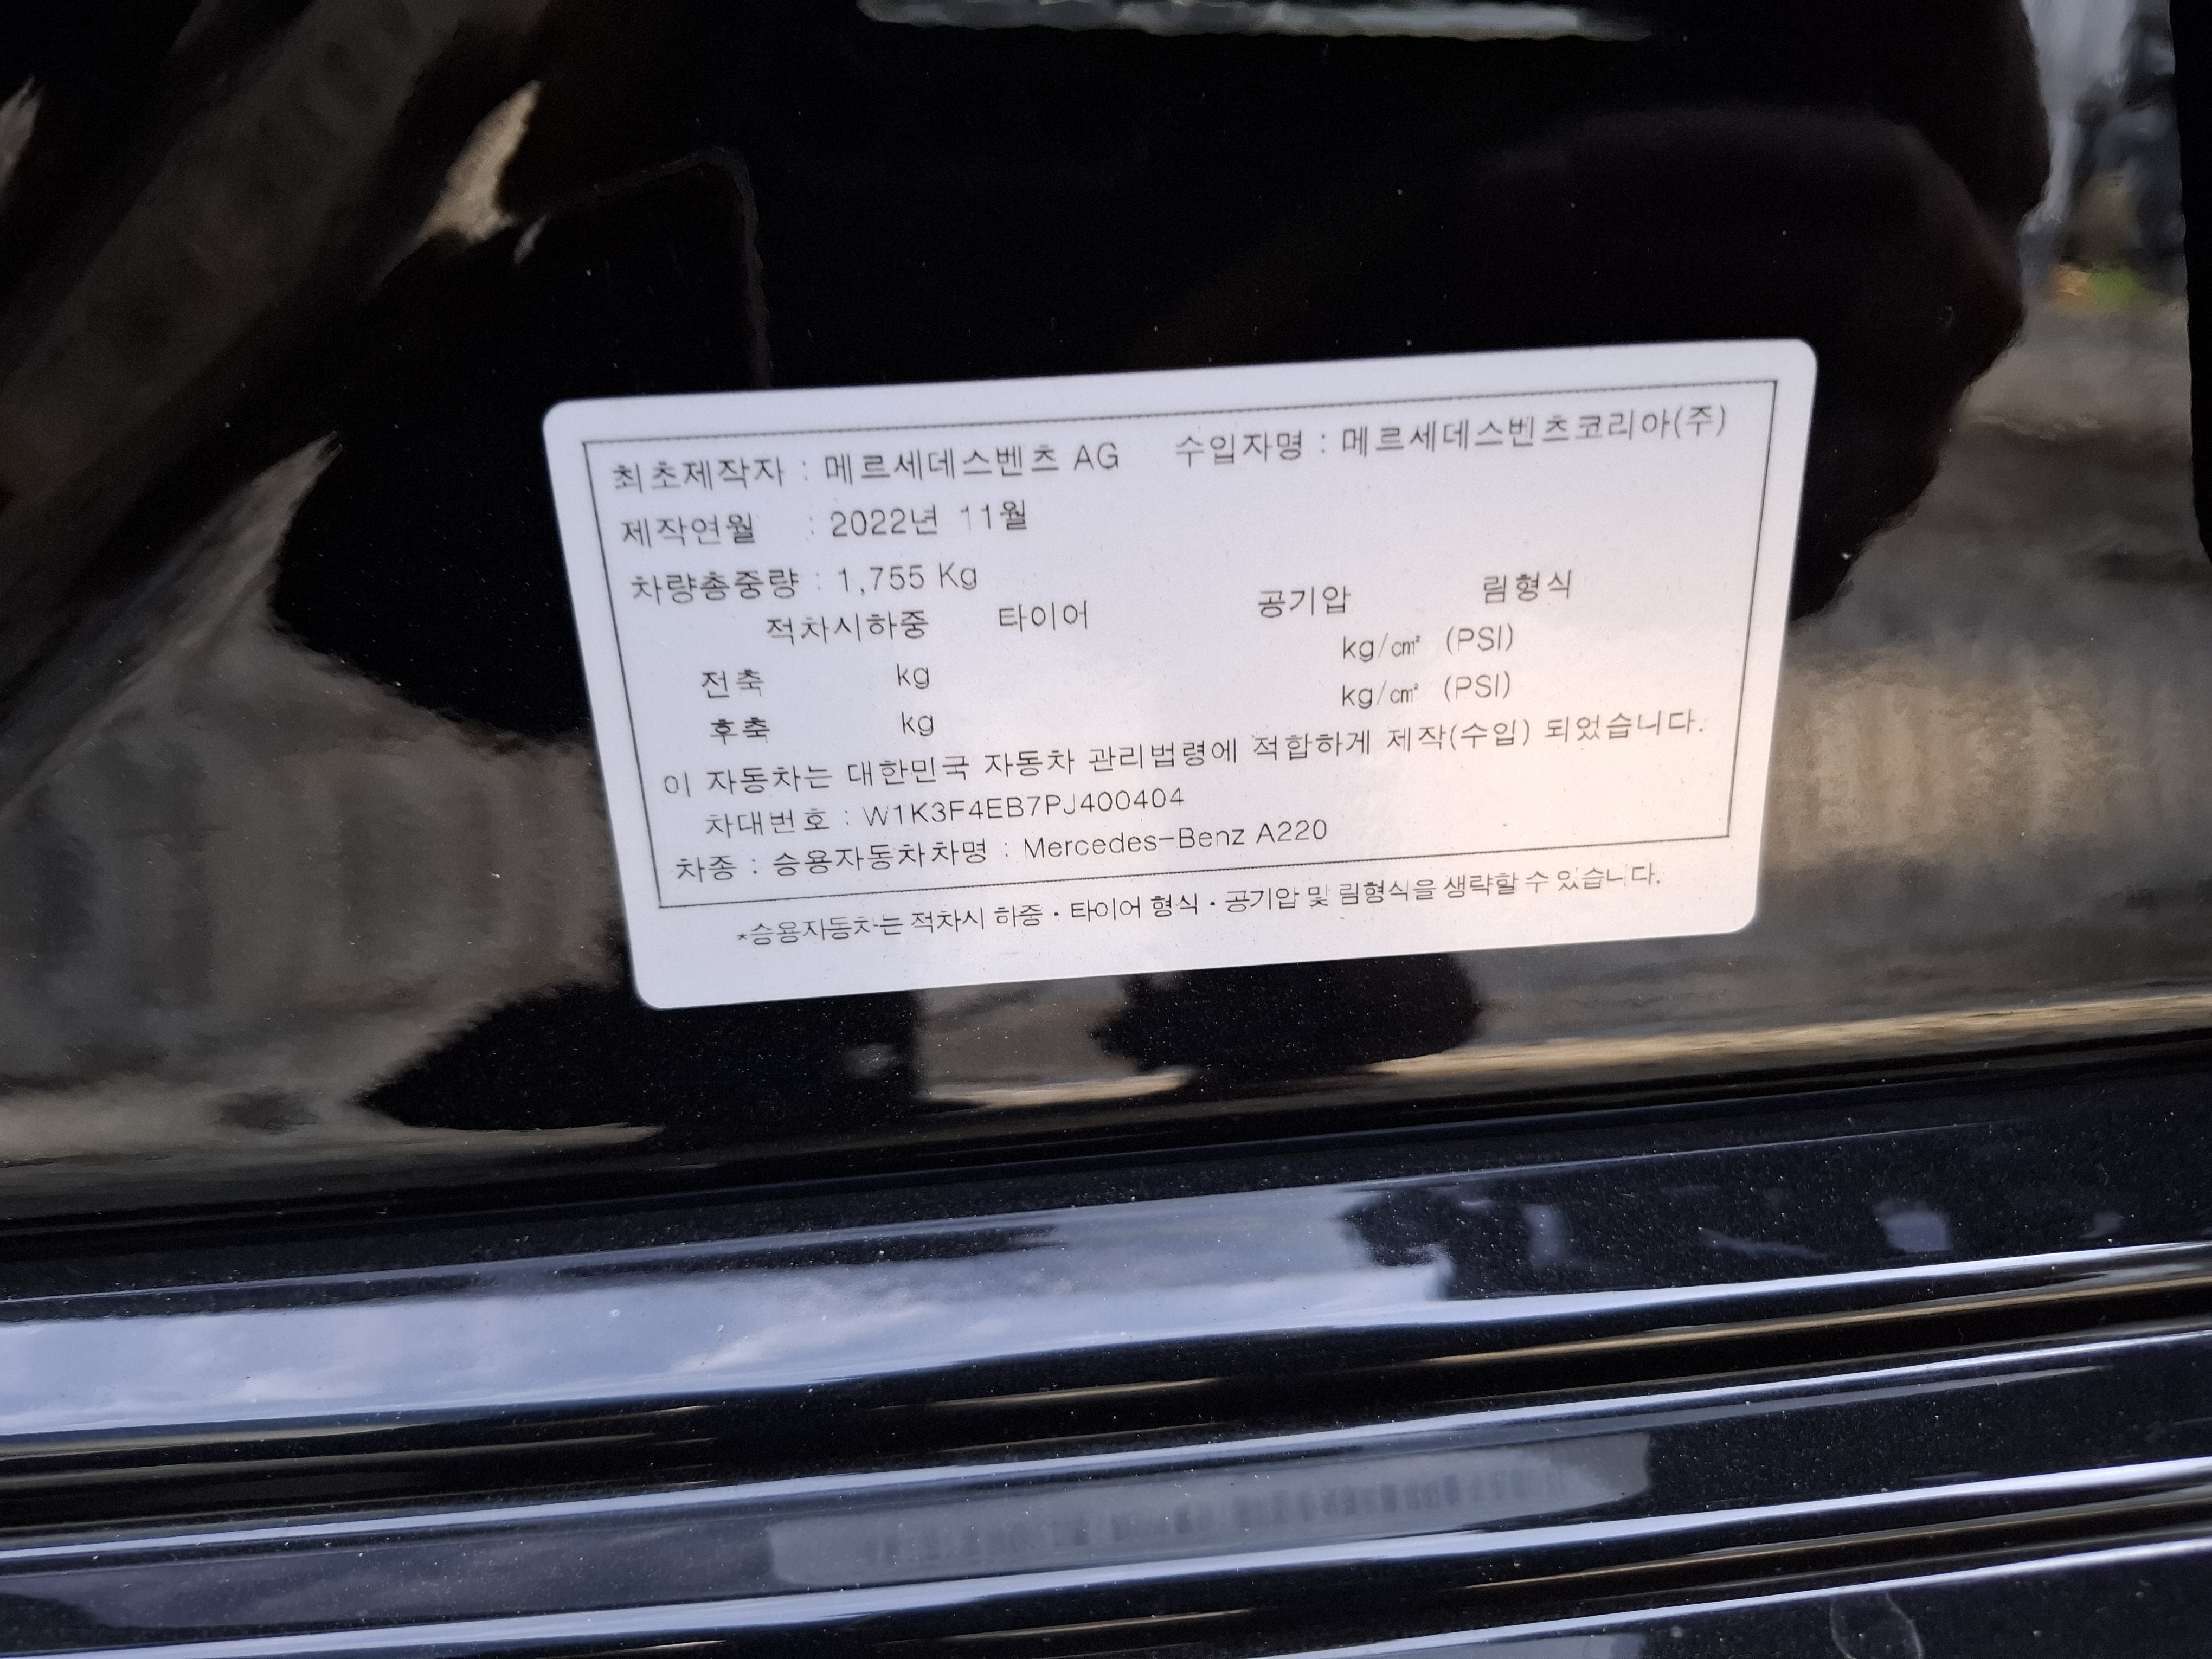 최초제작자 : 메르세데스벤츠 AG 수입자명 : 메르세데스벤츠코리아(주)
제작연월 : 2022년 11월
차량총중량 : 1,755 Kg
적차시하중 타이어 공기압 림형식
전축 kg kg/㎠ (PSI)
후축 kg kg/㎠ (PSI)
이 자동차는 대한민국 자동차 관리법령에 적합하게 제작(수입) 되었습니다.
차대번호 : W1K3F4EB7PJ400404
차종 : 승용자동차차명 : Mercedes-Benz A220
*승용자동차는 적차시 하중 · 타이어 형식 · 공기압 및 림형식을 생략할 수 있습니다.